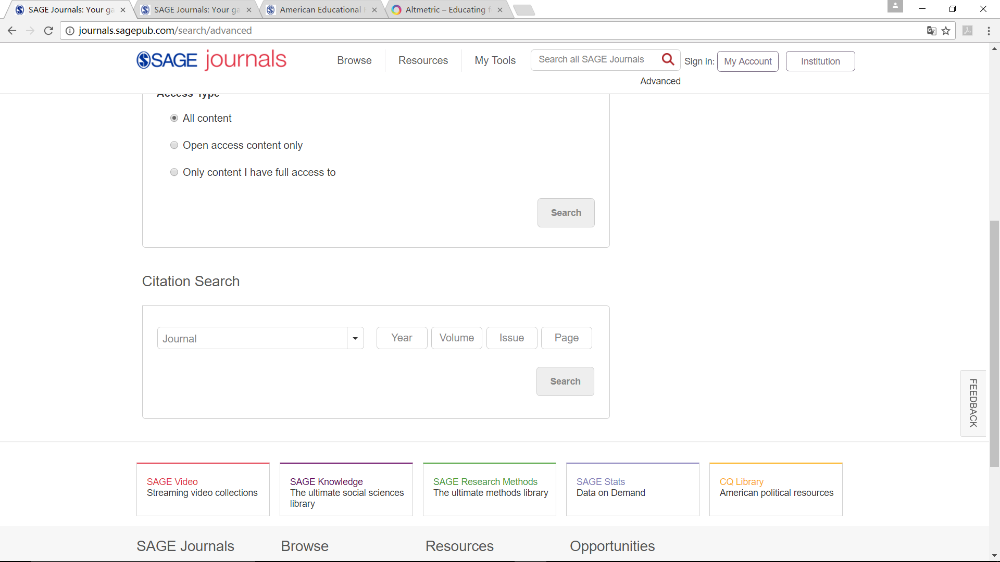 SAGE Journals: Your ga
SAGE Journals: Your ga
American Educational
Altmetric – Educating f
journals.sagepub.com/search/advanced
SAGE journals
Browse
Resources
My Tools
Search all SAGE Journals
Sign in:
My Account
Institution
Advanced
Access Type
All content
Open access content only
Only content I have full access to
Search
Citation Search
Journal
Year
Volume
Issue
Page
Search
FEEDBACK
SAGE Video
Streaming video collections
SAGE Knowledge
The ultimate social sciences
library
SAGE Research Methods
The ultimate methods library
SAGE Stats
Data on Demand
CQ Library
American political resources
SAGE Journals
Browse
Resources
Opportunities